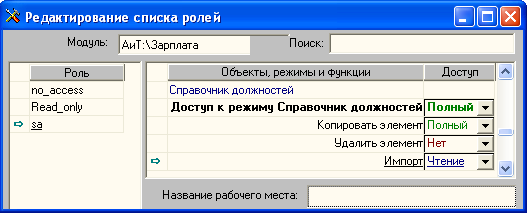 Редактирование списка ролей
Модуль: АиТ:\Зарплата Поиск:
Роль
no_access
Read_only
sa
Объекты, режимы и функции Доступ
Справочник должностей
Доступ к режиму Справочник должностей Полный
Копировать элемент Полный
Удалить элемент Нет
Импорт Чтение
Название рабочего места: